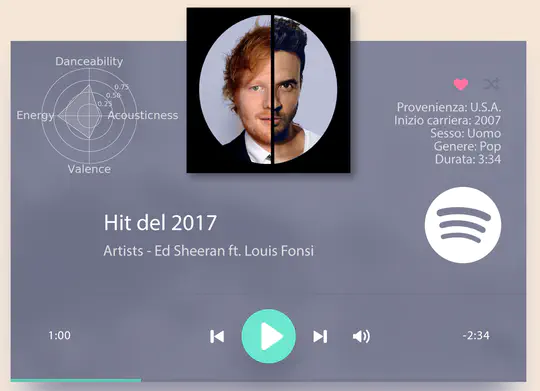 Danceability
0.75
0.50
0.25
Energy
Acousticness
Valence
Provenienza: U.S.A.
Inizio carriera: 2007
Sesso: Uomo
Genere: Pop
Durata: 3:34
Hit del 2017
Artists - Ed Sheeran ft. Louis Fonsi
1:00
-2:34